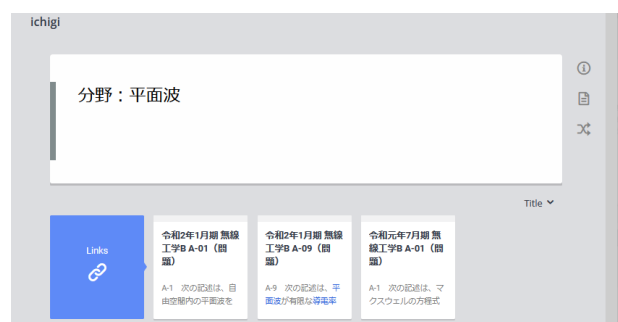 ichigi
分野：平面波
Title
Links
令和2年1月期 無線
工学B A-01（問
題）
A-1 次の記述は、自
由空間内の平面波を
令和2年1月期 無線
工学B A-09（問
題）
A-9 次の記述は、平
面波が有限な導電率
令和元年7月期 無
線工学B A-01（問
題）
A-1 次の記述は、マ
クスウェルの方程式